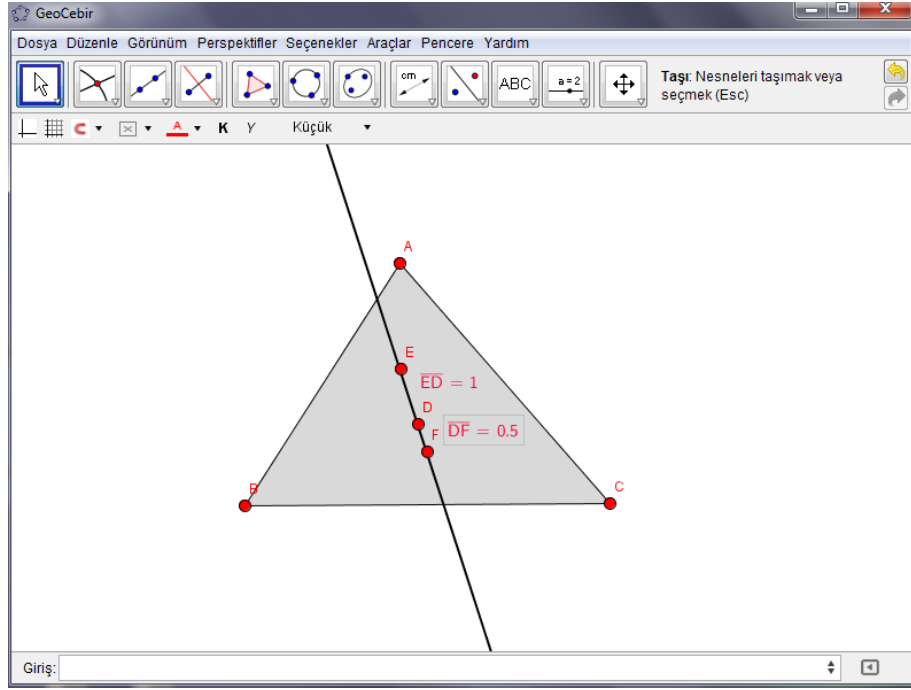 GeoCebir
Dosya Düzenle Görünüm Perspektifler Seçenekler Araçlar Pencere Yardım
cm
ABC
a = 2
Taşı: Nesneleri taşımak veya
seçmek (Esc)
A K Y Küçük
A
E
ED = 1
D
F DF = 0.5
B
C
Giriş: